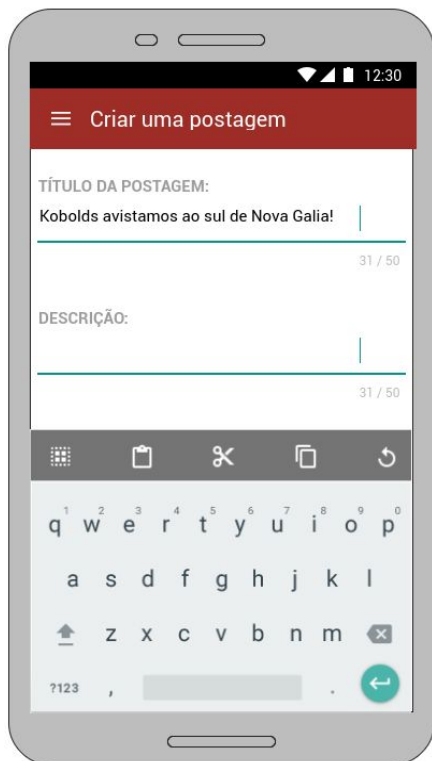 12:30
Criar uma postagem
TÍTULO DA POSTAGEM:
Kobolds avistamos ao sul de Nova Galia!
31 / 50
DESCRIÇÃO:
31 / 50
1 2 3 4 5 6 7 8 9 0
q w e r t y u i o p
a s d f g h j k l
z x c v b n m
?123 , .